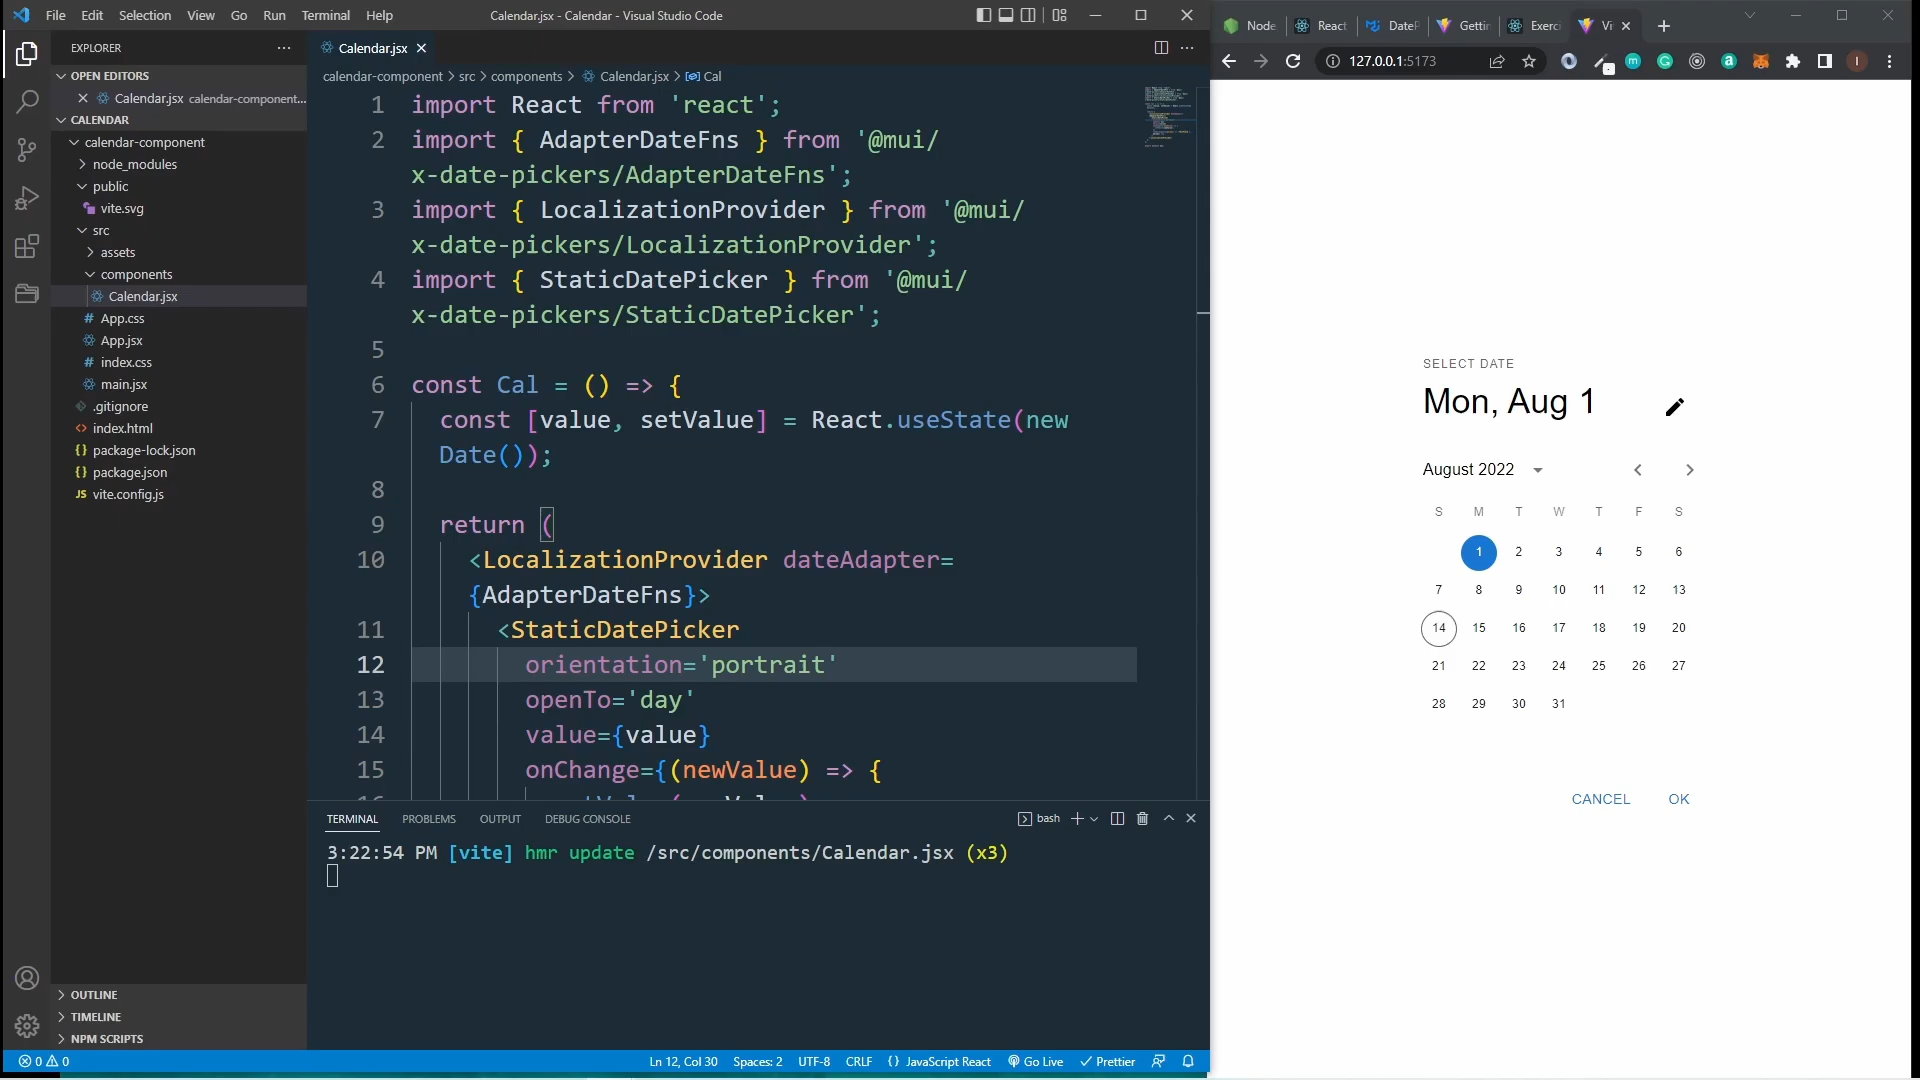 File Edit Selection View Go Run Terminal Help
Calendar.jsx - Calendar - Visual Studio Code
EXPLORER
OPEN EDITORS
Calendar.jsx calendar-component...
CALENDAR
calendar-component
node_modules
public
vite.svg
src
assets
components
Calendar.jsx
# App.css
App.jsx
# index.css
main.jsx
.gitignore
<> index.html
{} package-lock.json
{} package.json
JS vite.config.js
OUTLINE
TIMELINE
NPM SCRIPTS
Calendar.jsx
calendar-component > src > components > Calendar.jsx > Cal
1 import React from 'react';
2 import { AdapterDateFns } from '@mui/
x-date-pickers/AdapterDateFns';
3 import { LocalizationProvider } from '@mui/
x-date-pickers/LocalizationProvider';
4 import { StaticDatePicker } from '@mui/
x-date-pickers/StaticDatePicker';
5
6 const Cal = () => {
7 const [value, setValue] = React.useState(new
Date());
8
9 return (
10 <LocalizationProvider dateAdapter=
{AdapterDateFns}>
11 <StaticDatePicker
12 orientation='portrait'
13 openTo='day'
14 value={value}
15 onChange={(newValue) => {
TERMINAL PROBLEMS OUTPUT DEBUG CONSOLE
bash
3:22:54 PM [vite] hmr update /src/components/Calendar.jsx (x3)
0 0
Ln 12, Col 30 Spaces: 2 UTF-8 CRLF {} JavaScript React Go Live Prettier
Node React DateP Gettin Exerci Vi
127.0.0.1:5173
SELECT DATE
Mon, Aug 1
August 2022
S M T W T F S
1 2 3 4 5 6
7 8 9 10 11 12 13
14 15 16 17 18 19 20
21 22 23 24 25 26 27
28 29 30 31
CANCEL OK